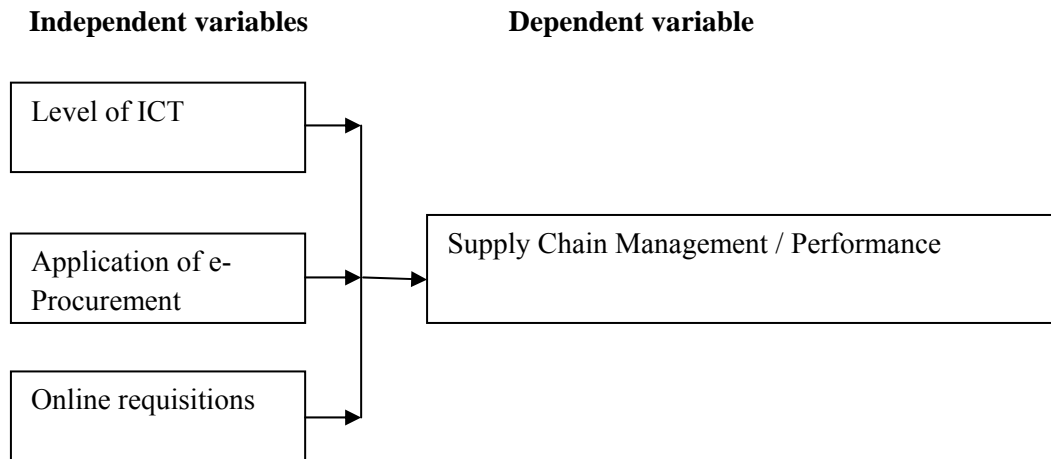 Independent variables
Dependent variable
Level of ICT
Application of e-
Procurement
Supply Chain Management / Performance
Online requisitions